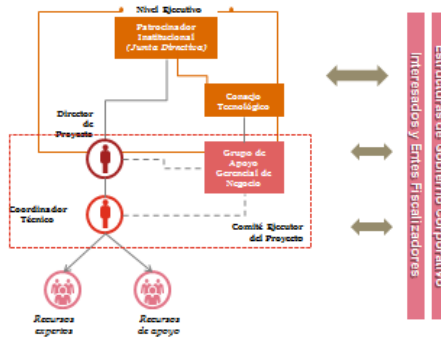 Nivel Ejecutivo
Patrocinador
Institucional
(Junta Directiva)
Consejo
Tecnológico
Director
de
Proyecto
Grupo de
Apoyo
Gerencial de
Negocio
Coordinador
Técnico
Comité Ejecutor
del Proyecto
Recursos
expertos
Recursos
de apoyo
Interesados y Entes Fiscalizadores
Estructuras de Gobierno Corporativo